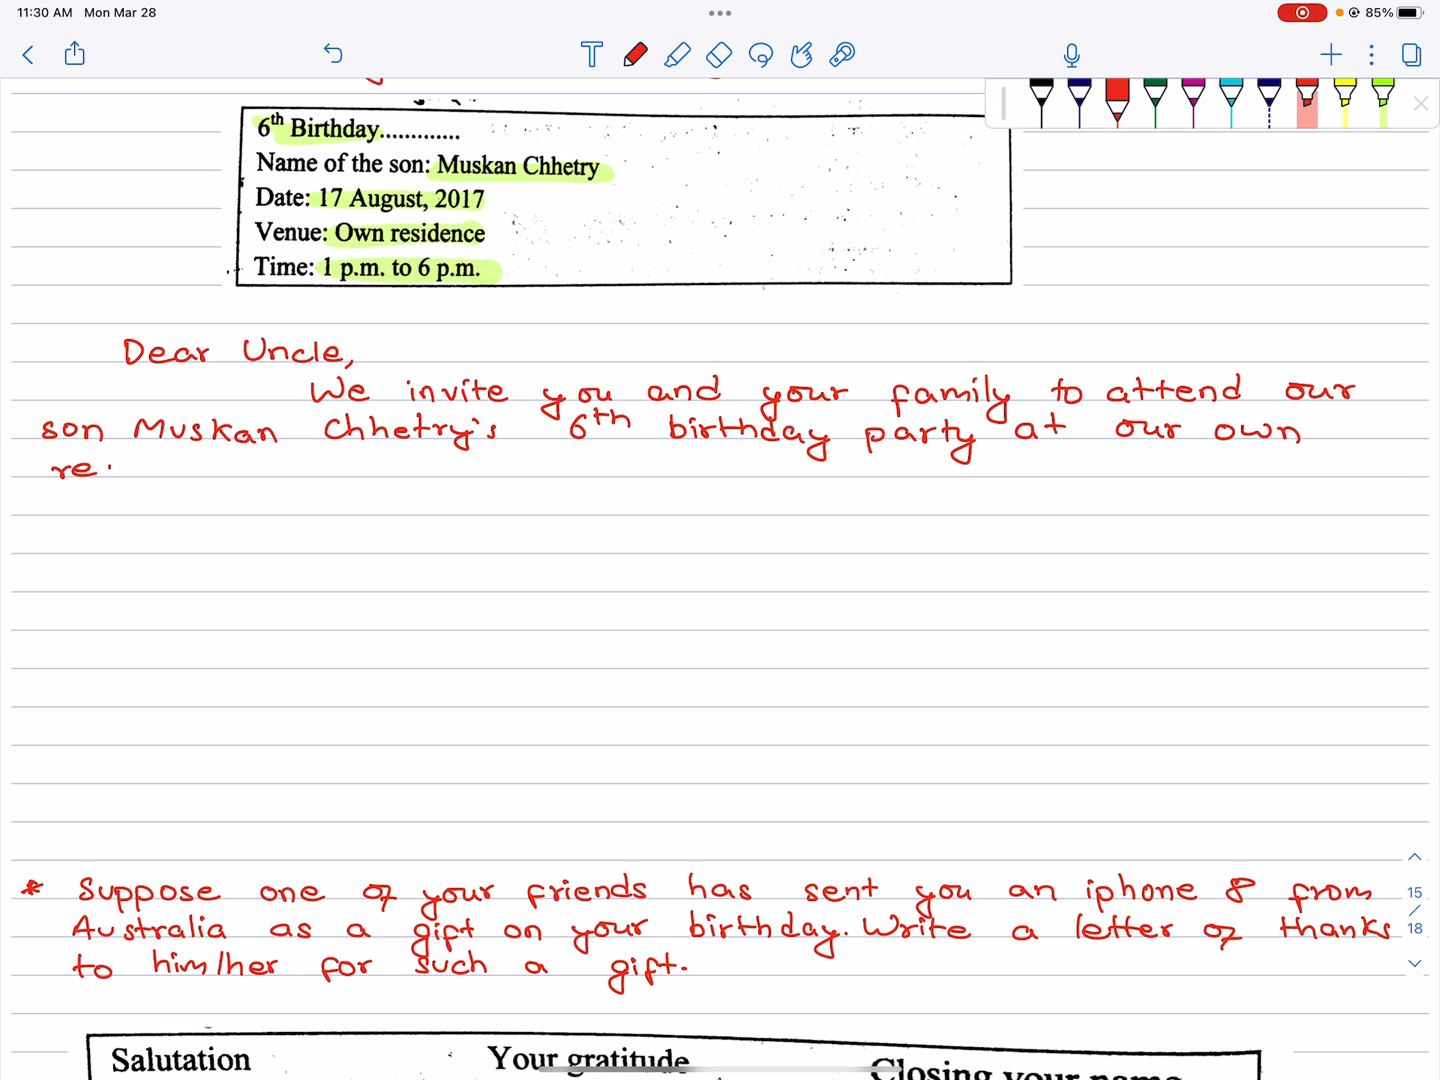 11:30 AM Mon Mar 28
85%
6th Birthday.............
Name of the son: Muskan Chhetry
Date: 17 August, 2017
Venue: Own residence
Time: 1 p.m. to 6 p.m.
Dear Uncle,
We invite you and your family to attend our
son Muskan Chhetry's 6th birthday party at our own
re
* Suppose one of your friends has sent you an iphone 8 from
Australia as a gift on your birthday. Write a letter of thanks
to him/her for such a gift.
15
/
18
Salutation Your gratitude Closing your name